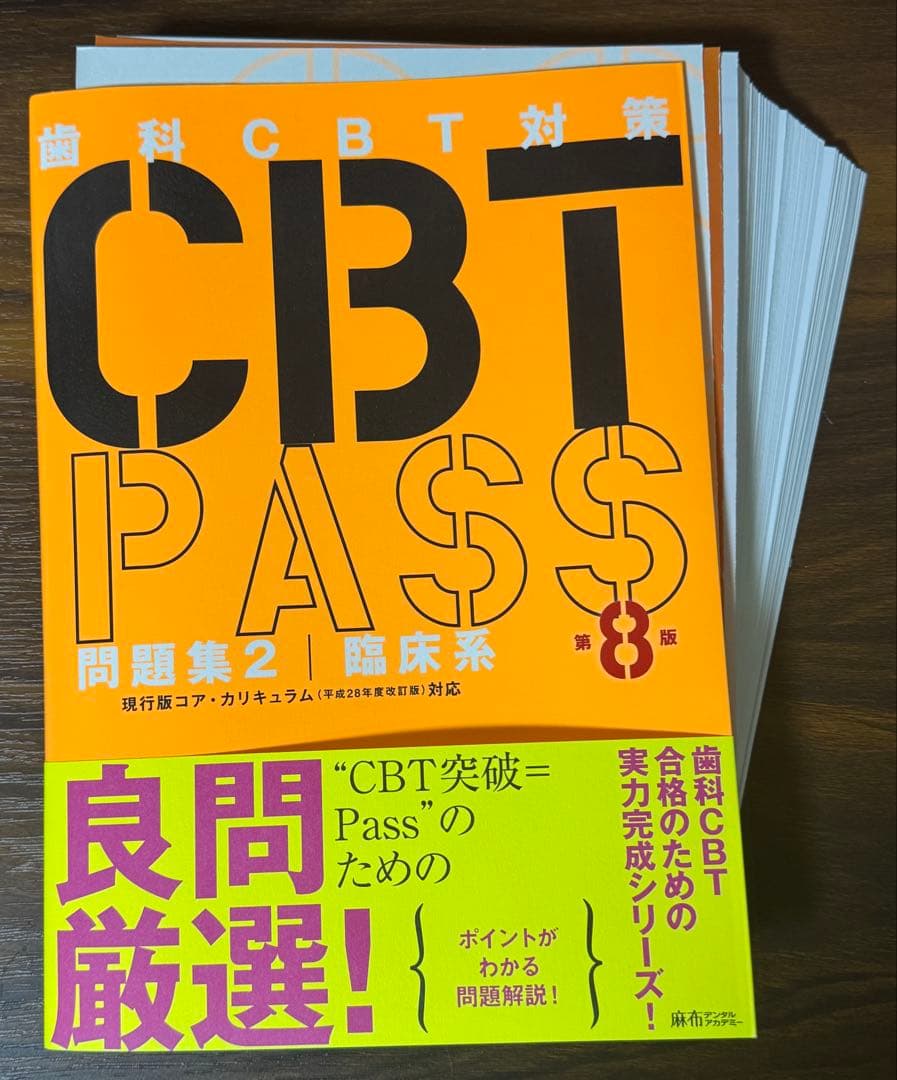 歯科CBT対策
CBT
PASS
第8版
問題集2｜臨床系
現行版コア・カリキュラム（平成28年度改訂版）対応
良問
厳選!
“CBT突破=
Pass”の
ための
ポイントが
わかる
問題解説!
歯科CBT
合格のための
実力完成シリーズ!
麻布デンタル
アカデミー